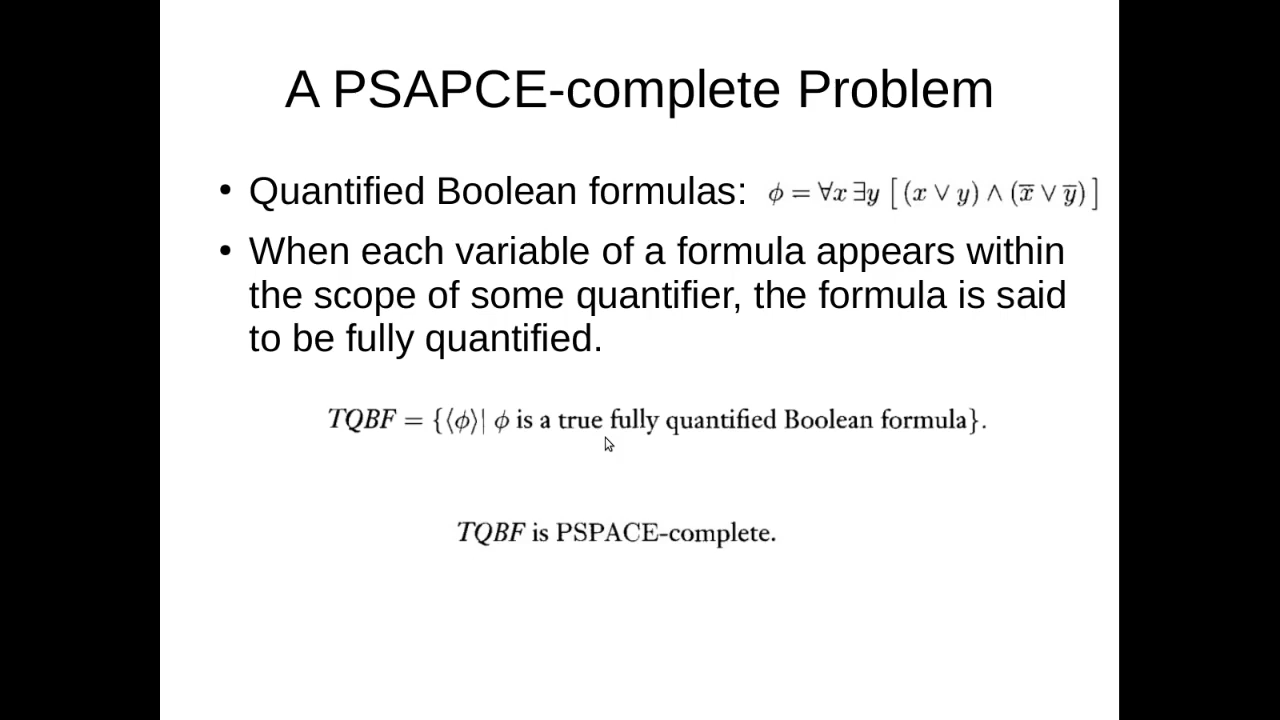 A PSAPCE-complete Problem
• Quantified Boolean formulas: ϕ = ∀x ∃y [ (x ∨ y) ∧ (x̅ ∨ y̅) ]
• When each variable of a formula appears within
the scope of some quantifier, the formula is said
to be fully quantified.
TQBF = {⟨ϕ⟩| ϕ is a true fully quantified Boolean formula}.
TQBF is PSPACE-complete.